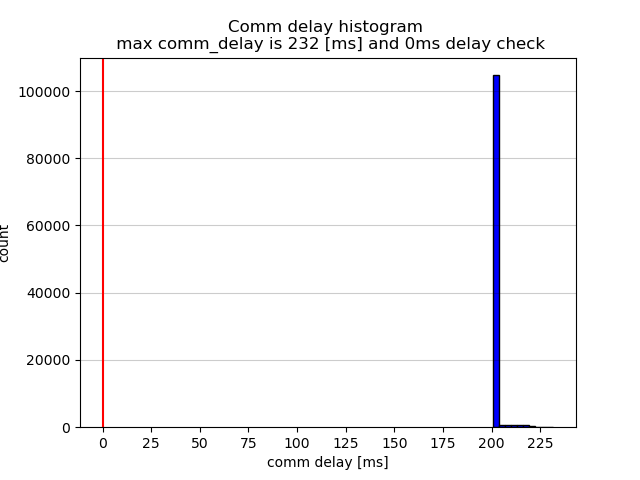 Comm delay histogram
max comm_delay is 232 [ms] and 0ms delay check
100000
80000
60000
40000
20000
0
count
0 25 50 75 100 125 150 175 200 225
comm delay [ms]